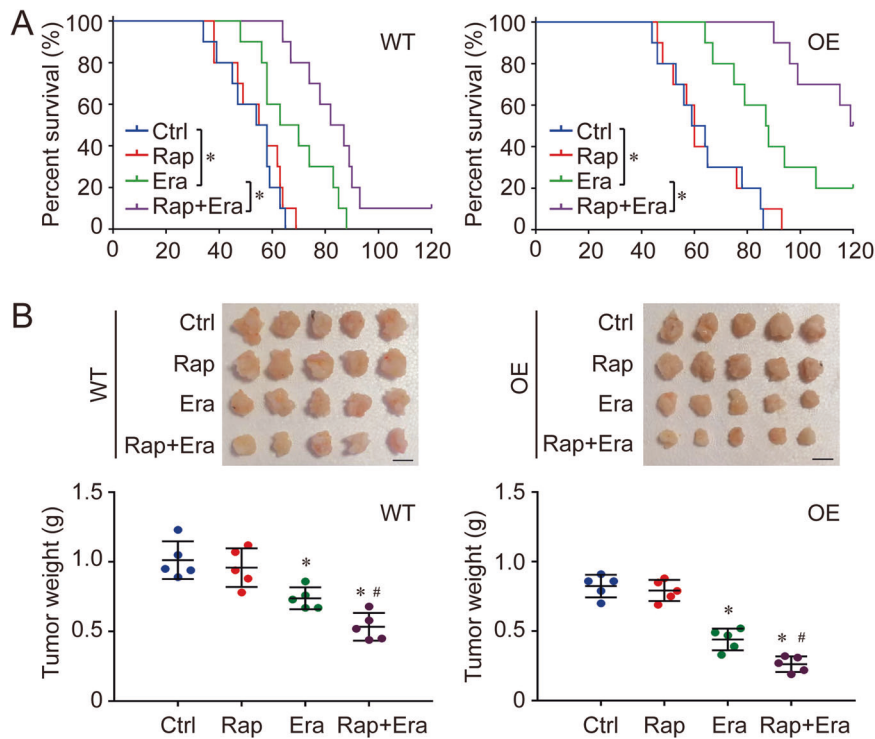 A
WT
Percent survival (%)
100
80
60
40
20
0
Ctrl
Rap
Era
Rap+Era
*
*
0 20 40 60 80 100 120
OE
Percent survival (%)
100
80
60
40
20
0
Ctrl
Rap
Era
Rap+Era
*
*
0 20 40 60 80 100 120
B
WT
Ctrl
Rap
Era
Rap+Era
OE
Ctrl
Rap
Era
Rap+Era
WT
Tumor weight (g)
1.5
1.0
0.5
0
*
* #
Ctrl Rap Era Rap+Era
OE
Tumor weight (g)
1.5
1.0
0.5
0
*
* #
Ctrl Rap Era Rap+Era